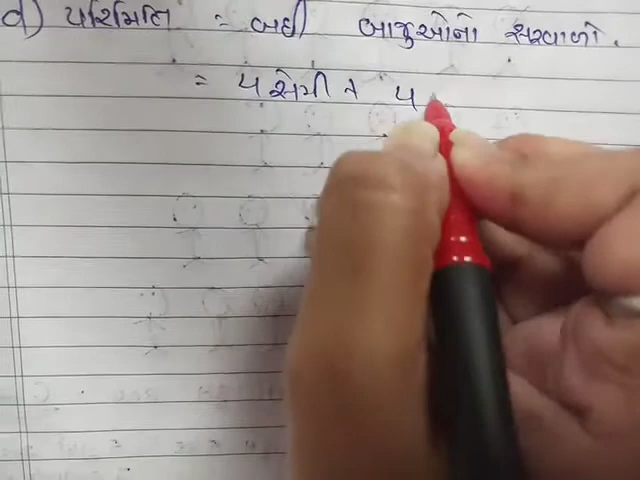 d) પરિમિતિ = બધી બાજુઓનો સરવાળો.
= ૫ સેમી + ૫